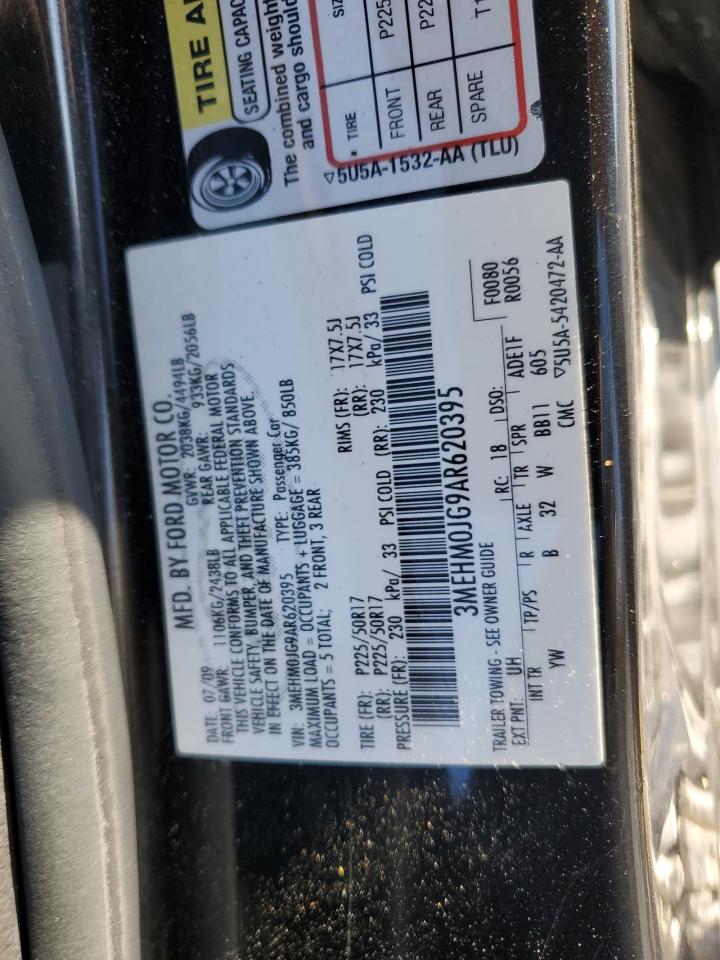 TIRE
SEATING CAPAC
The combined weight
and cargo shoul
TIRE
FRONT P225
REAR P22
SPARE T1
▽5U5A-1532-AA (TLU)
MFD. BY FORD MOTOR CO.
DATE: 07/09 GVWR: 2038KG/4494LB
FRONT GAWR: 1106KG/2438LB REAR GAWR: 933KG/2056LB
THIS VEHICLE CONFORMS TO ALL APPLICABLE FEDERAL MOTOR
VEHICLE SAFETY, BUMPER, AND THEFT PREVENTION STANDARDS
IN EFFECT ON THE DATE OF MANUFACTURE SHOWN ABOVE.
VIN: 3MEHM0JG9AR620395 TYPE: Passenger Car
MAXIMUM LOAD = OCCUPANTS + LUGGAGE = 385KG/ 850LB
OCCUPANTS = 5 TOTAL; 2 FRONT, 3 REAR
TIRE (FR): P225/50R17 RIMS (FR): 17X7.5J
(RR): P225/50R17 (RR): 17X7.5J
PRESSURE (FR): 230 kPa/ 33 PSI COLD (RR): 230 kPa/ 33 PSI COLD
3MEHM0JG9AR620395
TRAILER TOWING - SEE OWNER GUIDE
EXT PNT: UH RC: 18 DSO: F0080
R0056
INT TR TP/PS R AXLE TR SPR ADE1F
YW B 32 W BB11 605
CMC ▽5U5A-5420472-AA